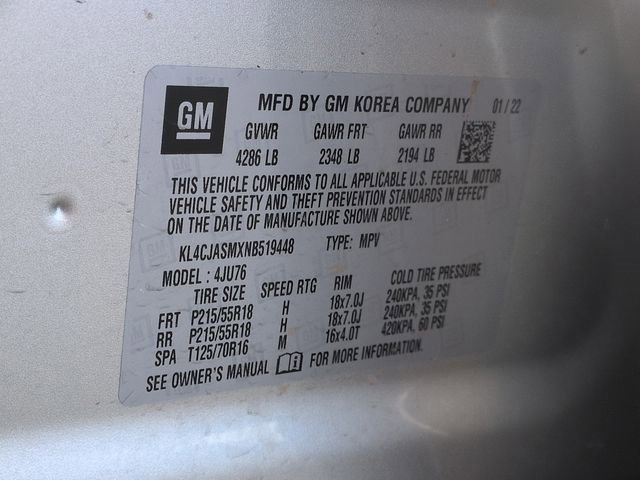 GM
MFD BY GM KOREA COMPANY 01/22
GVWR GAWR FRT GAWR RR
4286 LB 2348 LB 2194 LB
THIS VEHICLE CONFORMS TO ALL APPLICABLE U.S. FEDERAL MOTOR
VEHICLE SAFETY AND THEFT PREVENTION STANDARDS IN EFFECT
ON THE DATE OF MANUFACTURE SHOWN ABOVE.
KL4CJASMXNB519448 TYPE: MPV
MODEL : 4JU76
TIRE SIZE SPEED RTG RIM COLD TIRE PRESSURE
FRT P215/55R18 H 18x7.0J 240KPA, 35 PSI
RR P215/55R18 H 18x7.0J 240KPA, 35 PSI
SPA T125/70R16 M 16x4.0T 420KPA, 60 PSI
SEE OWNER'S MANUAL FOR MORE INFORMATION.